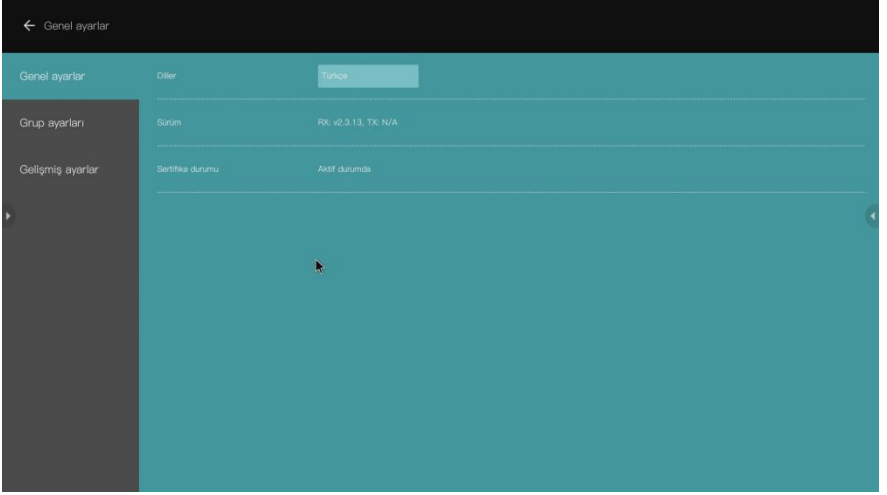 Genel ayarlar
Genel ayarlar
Diller
Türkçe
Grup ayarları
Sürüm
RX: v2.3.13, TX: N/A
Gelişmiş ayarlar
Sertifika durumu
Aktif durumda